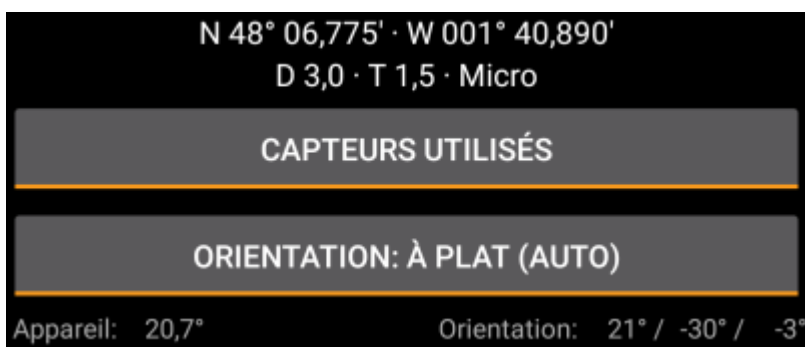 N 48° 06,775' · W 001° 40,890'
D 3,0 · T 1,5 · Micro
CAPTEURS UTILISÉS
ORIENTATION: À PLAT (AUTO)
Appareil: 20,7° Orientation: 21° / -30° / -3°